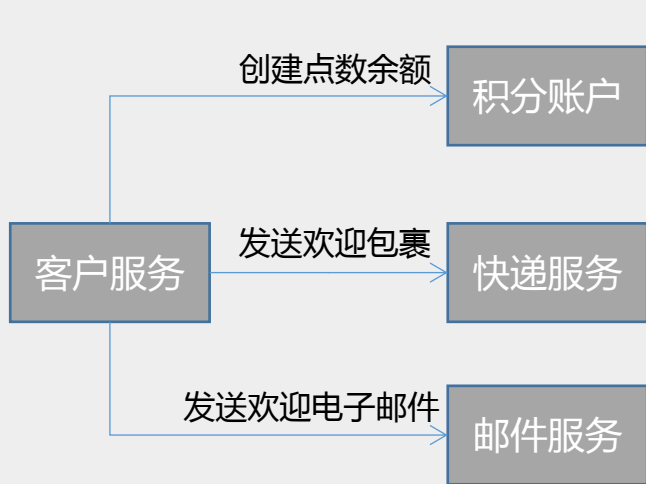 创建点数余额
积分账户
客户服务
发送欢迎包裹
快递服务
发送欢迎电子邮件
邮件服务